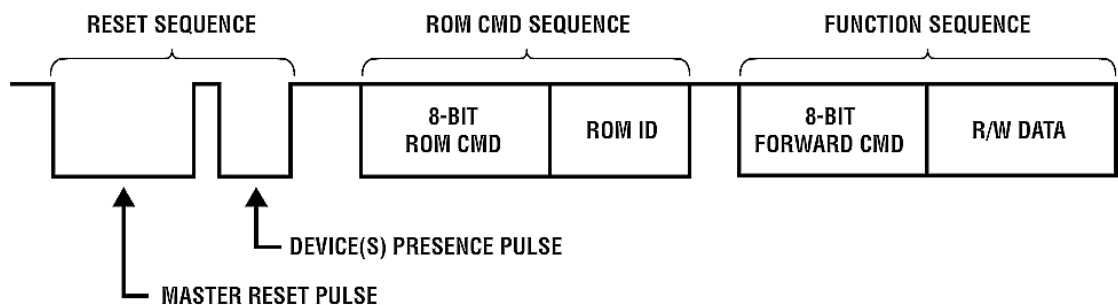 RESET SEQUENCE
ROM CMD SEQUENCE
FUNCTION SEQUENCE
8-BIT
ROM CMD
ROM ID
8-BIT
FORWARD CMD
R/W DATA
DEVICE(S) PRESENCE PULSE
MASTER RESET PULSE